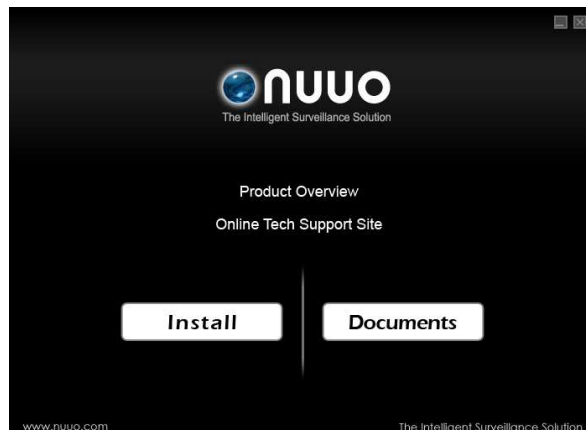 nuuo
The Intelligent Surveillance Solution
Product Overview
Online Tech Support Site
Install
Documents
www.nuuo.com
The Intelligent Surveillance Solution